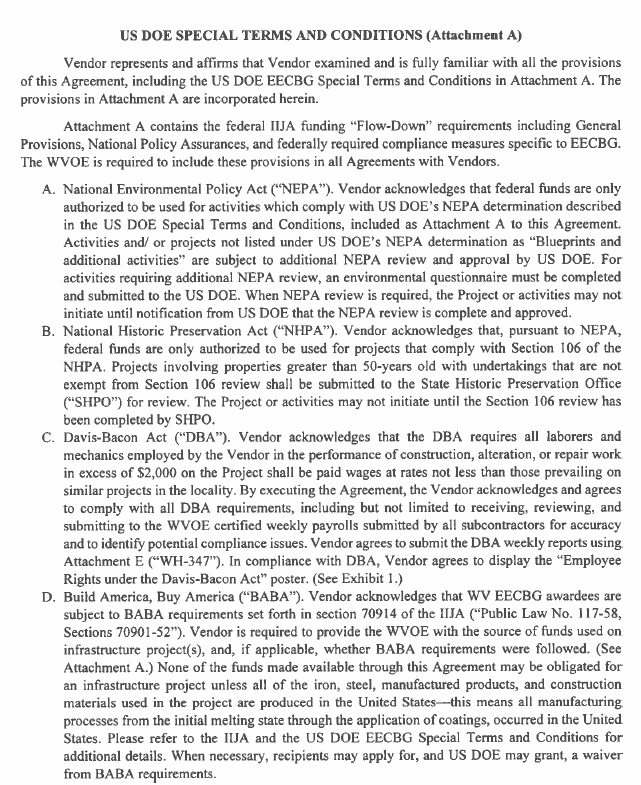 US DOE SPECIAL TERMS AND CONDITIONS (Attachment A)
Vendor represents and affirms that Vendor examined and is fully familiar with all the provisions
of this Agreement, including the US DOE EECBG Special Terms and Conditions in Attachment A. The
provisions in Attachment A are incorporated herein.
Attachment A contains the federal IIJA funding “Flow-Down” requirements including General
Provisions, National Policy Assurances, and federally required compliance measures specific to EECBG.
The WVOE is required to include these provisions in all Agreements with Vendors.
A. National Environmental Policy Act (“NEPA”). Vendor acknowledges that federal funds are only
authorized to be used for activities which comply with US DOE’s NEPA determination described
in the US DOE Special Terms and Conditions, included as Attachment A to this Agreement.
Activities and/ or projects not listed under US DOE’s NEPA determination as “Blueprints and
additional activities” are subject to additional NEPA review and approval by US DOE. For
activities requiring additional NEPA review, an environmental questionnaire must be completed
and submitted to the US DOE. When NEPA review is required, the Project or activities may not
initiate until notification from US DOE that the NEPA review is complete and approved.
B. National Historic Preservation Act (“NHPA”). Vendor acknowledges that, pursuant to NEPA,
federal funds are only authorized to be used for projects that comply with Section 106 of the
NHPA. Projects involving properties greater than 50-years old with undertakings that are not
exempt from Section 106 review shall be submitted to the State Historic Preservation Office
(“SHPO”) for review. The Project or activities may not initiate until the Section 106 review has
been completed by SHPO.
C. Davis-Bacon Act (“DBA”). Vendor acknowledges that the DBA requires all laborers and
mechanics employed by the Vendor in the performance of construction, alteration, or repair work
in excess of $2,000 on the Project shall be paid wages at rates not less than those prevailing on
similar projects in the locality. By executing the Agreement, the Vendor acknowledges and agrees
to comply with all DBA requirements, including but not limited to receiving, reviewing, and
submitting to the WVOE certified weekly payrolls submitted by all subcontractors for accuracy
and to identify potential compliance issues. Vendor agrees to submit the DBA weekly reports using
Attachment E (“WH-347”). In compliance with DBA, Vendor agrees to display the “Employee
Rights under the Davis-Bacon Act” poster. (See Exhibit 1.)
D. Build America, Buy America (“BABA”). Vendor acknowledges that WV EECBG awardees are
subject to BABA requirements set forth in section 70914 of the IIJA (“Public Law No. 117-58,
Sections 70901-52”). Vendor is required to provide the WVOE with the source of funds used on
infrastructure project(s), and, if applicable, whether BABA requirements were followed. (See
Attachment A.) None of the funds made available through this Agreement may be obligated for
an infrastructure project unless all of the iron, steel, manufactured products, and construction
materials used in the project are produced in the United States—this means all manufacturing
processes from the initial melting state through the application of coatings, occurred in the United
States. Please refer to the IIJA and the US DOE EECBG Special Terms and Conditions for
additional details. When necessary, recipients may apply for, and US DOE may grant, a waiver
from BABA requirements.